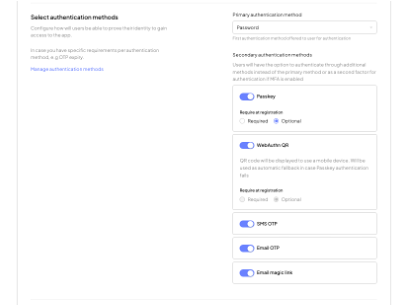 Select authentication methods
Configure how will users be able to prove their identity to gain
access to the app.
In case you have specific requirements per authentication
method, e.g OTP expiry
Manage authentication methods
Primary authentication method
Password
First authentication method offered to user for authentication
Secondary authentication methods
Users will have the option to authenticate through additional
methods instead of the primary method or as a second factor for
authentication if MFA is enabled
Passkey
Require at registration
Required Optional
WebAuthn QR
QR code will be displayed to use a mobile device. Will be
used as automatic fallback in case Passkey authentication
fails
Require at registration
Required Optional
SMS OTP
Email OTP
Email magic link